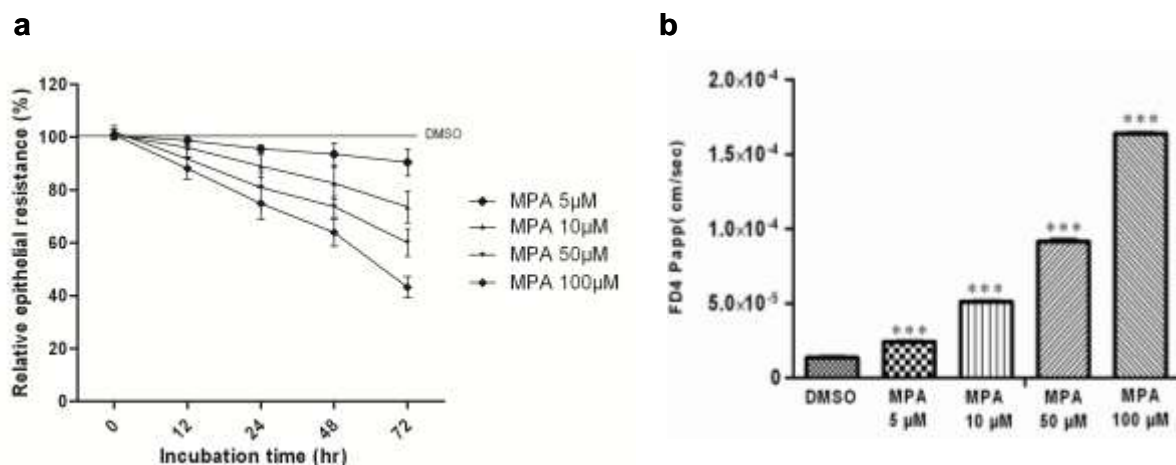 a
b
120
100
80
60
40
20
0
Relative epithelial resistance (%)
DMSO
0
12
24
48
72
Incubation time (hr)
MPA 5µM
MPA 10µM
MPA 50µM
MPA 100µM
2.0×10-4
1.5×10-4
1.0×10-4
5.0×10-5
0
FD4 Papp( cm/sec)
***
***
***
***
DMSO
MPA
5 µM
MPA
10 µM
MPA
50 µM
MPA
100 µM